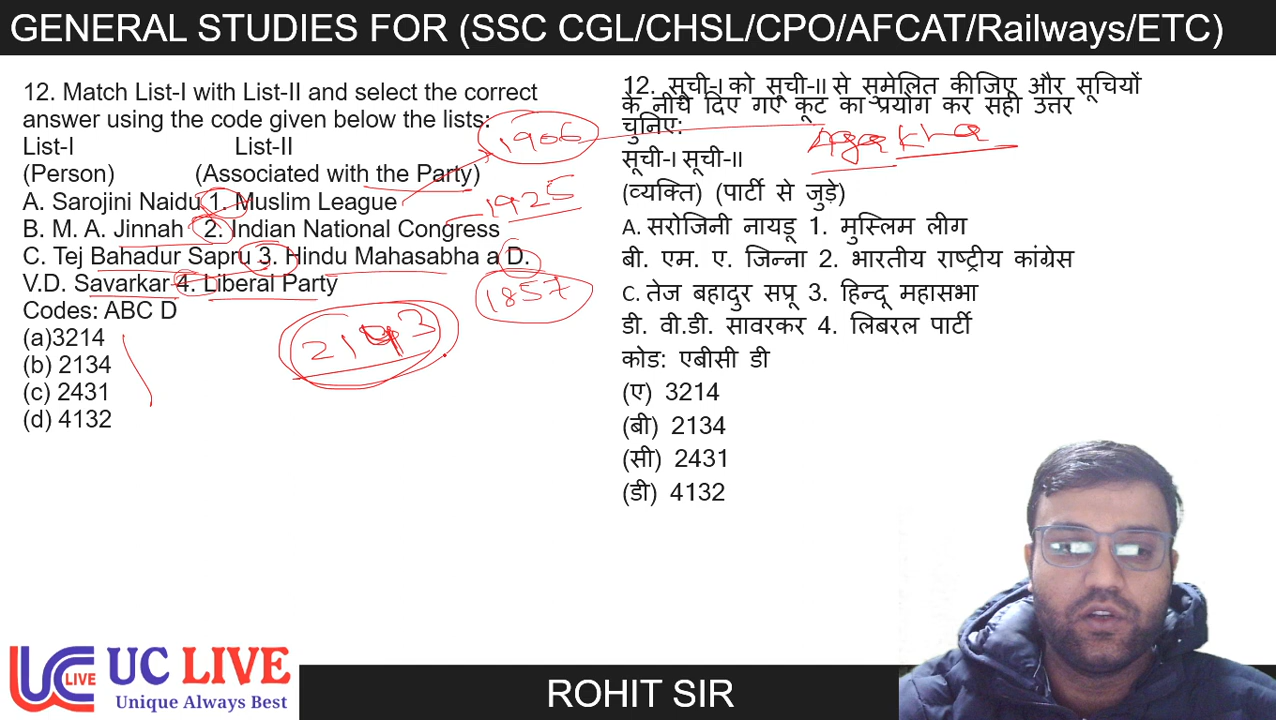 GENERAL STUDIES FOR (SSC CGL/CHSL/CPO/AFCAT/Railways/ETC)
12. Match List-I with List-II and select the correct
answer using the code given below the lists:
List-I List-II
(Person) (Associated with the Party)
A. Sarojini Naidu 1. Muslim League
B. M. A. Jinnah 2. Indian National Congress
C. Tej Bahadur Sapru 3. Hindu Mahasabha a D.
V.D. Savarkar 4. Liberal Party
Codes: ABC D
(a)3214
(b) 2134
(c) 2431
(d) 4132
1906
1925
1857
2143
12. सूची-I को सूची-II से सुमेलित कीजिए और सूचियों
के नीचे दिए गए कूट का प्रयोग कर सही उत्तर
चुनिए:
Aga Kha
सूची-I सूची-II
(व्यक्ति) (पार्टी से जुड़े)
A. सरोजिनी नायडू 1. मुस्लिम लीग
बी. एम. ए. जिन्ना 2. भारतीय राष्ट्रीय कांग्रेस
C. तेज बहादुर सप्रू 3. हिन्दू महासभा
डी. वी.डी. सावरकर 4. लिबरल पार्टी
कोड: एबीसी डी
(ए) 3214
(बी) 2134
(सी) 2431
(डी) 4132
UC LIVE
LIVE
Unique Always Best
ROHIT SIR